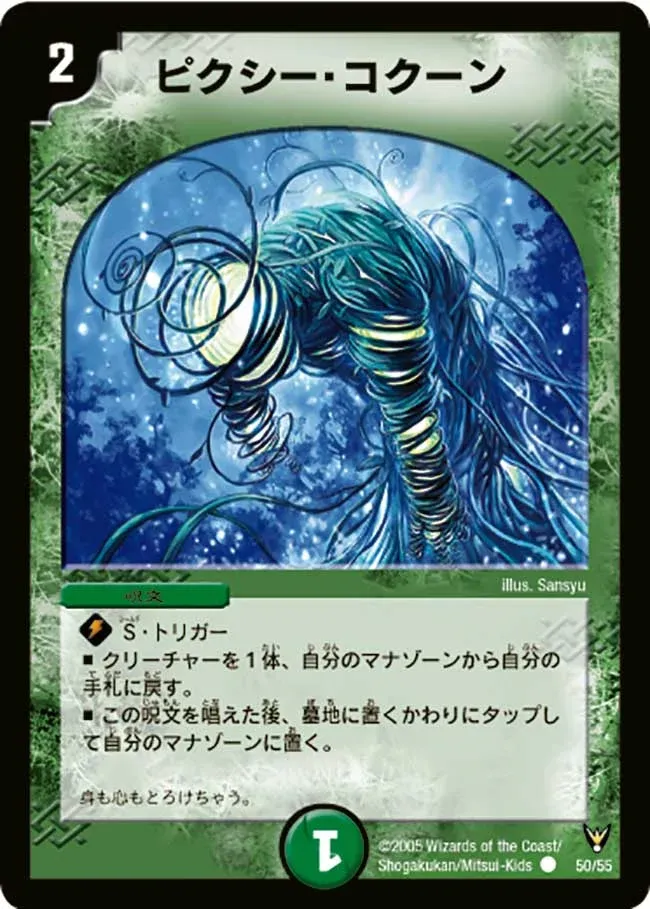 2
ピクシー・コクーン
illus. Sansyu
呪文
S・トリガー
■ クリーチャーを1体、自分のマナゾーンから自分の
手札に戻す。
■ この呪文を唱えた後、墓地に置くかわりにタップし
て自分のマナゾーンに置く。
身も心もとろけちゃう。
1
©2005 Wizards of the Coast/
Shogakukan/Mitsui-Kids
50/55